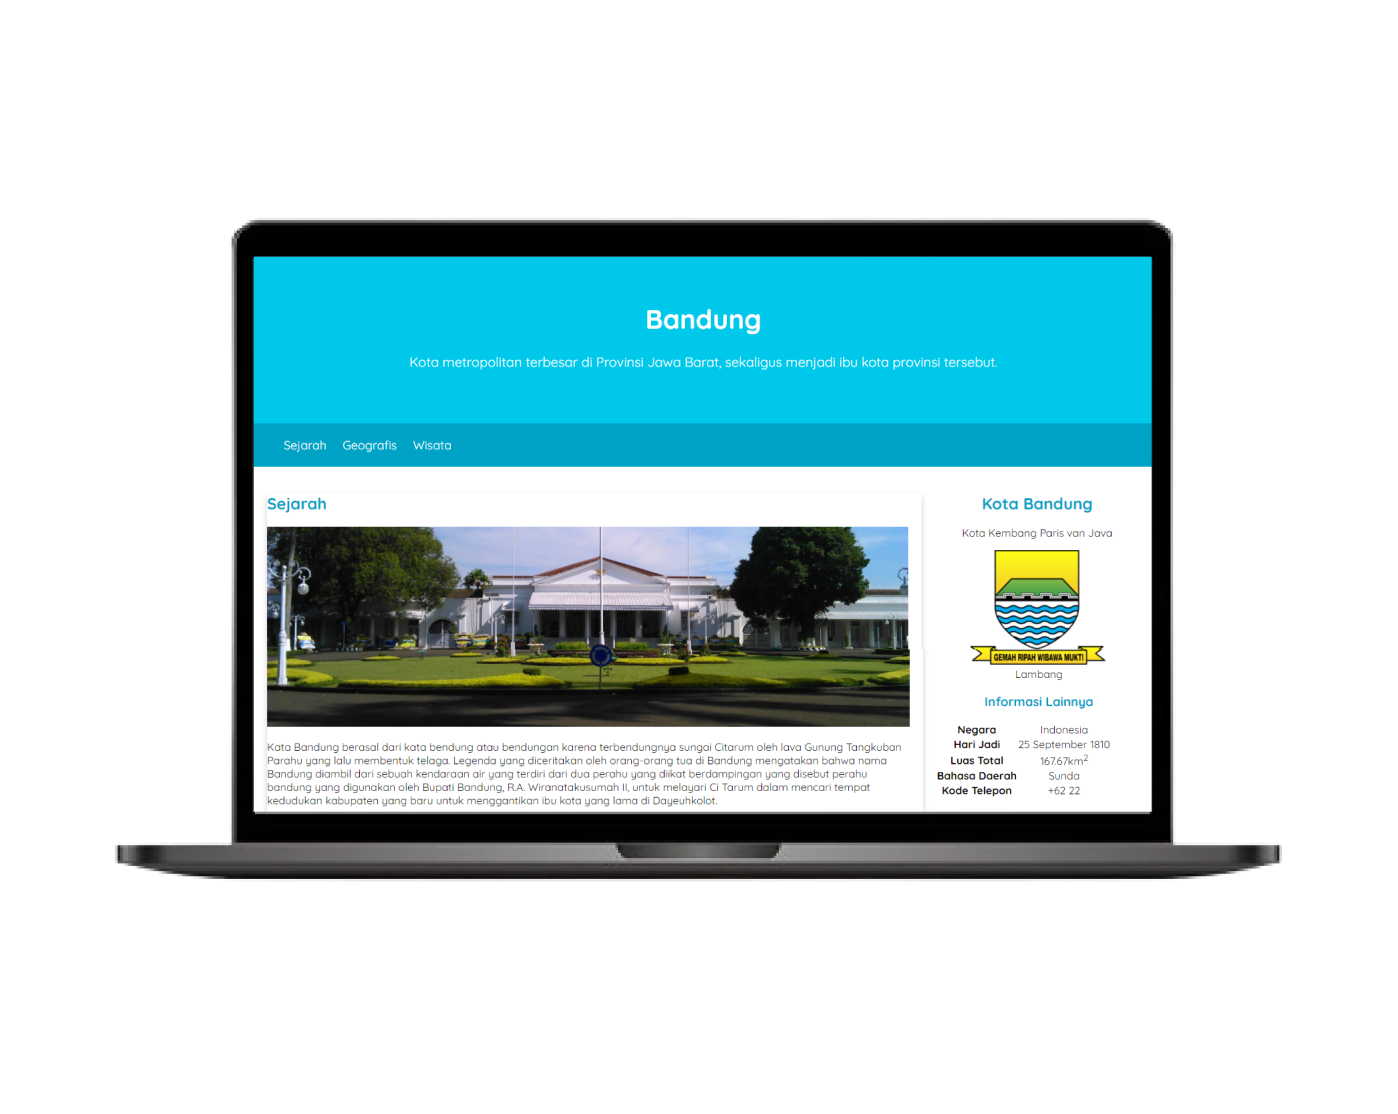 Bandung
Kota metropolitan terbesar di Provinsi Jawa Barat, sekaligus menjadi ibu kota provinsi tersebut.
Sejarah Geografis Wisata
Sejarah
Kata Bandung berasal dari kata bendung atau bendungan karena terbendungnya sungai Citarum oleh lava Gunung Tangkuban
Parahu yang lalu membentuk telaga. Legenda yang diceritakan oleh orang-orang tua di Bandung mengatakan bahwa nama
Bandung diambil dari sebuah kendaraan air yang terdiri dari dua perahu yang diikat berdampingan yang disebut perahu
bandung yang digunakan oleh Bupati Bandung, R.A. Wiranatakusumah II, untuk melayari Ci Tarum dalam mencari tempat
kedudukan kabupaten yang baru untuk menggantikan ibu kota yang lama di Dayeuhkolot.
Kota Bandung
Kota Kembang Paris van Java
GEMAH RIPAH WIBAWA MUKTI
Lambang
Informasi Lainnya
Negara Indonesia
Hari Jadi 25 September 1810
Luas Total 167.67km²
Bahasa Daerah Sunda
Kode Telepon +62 22